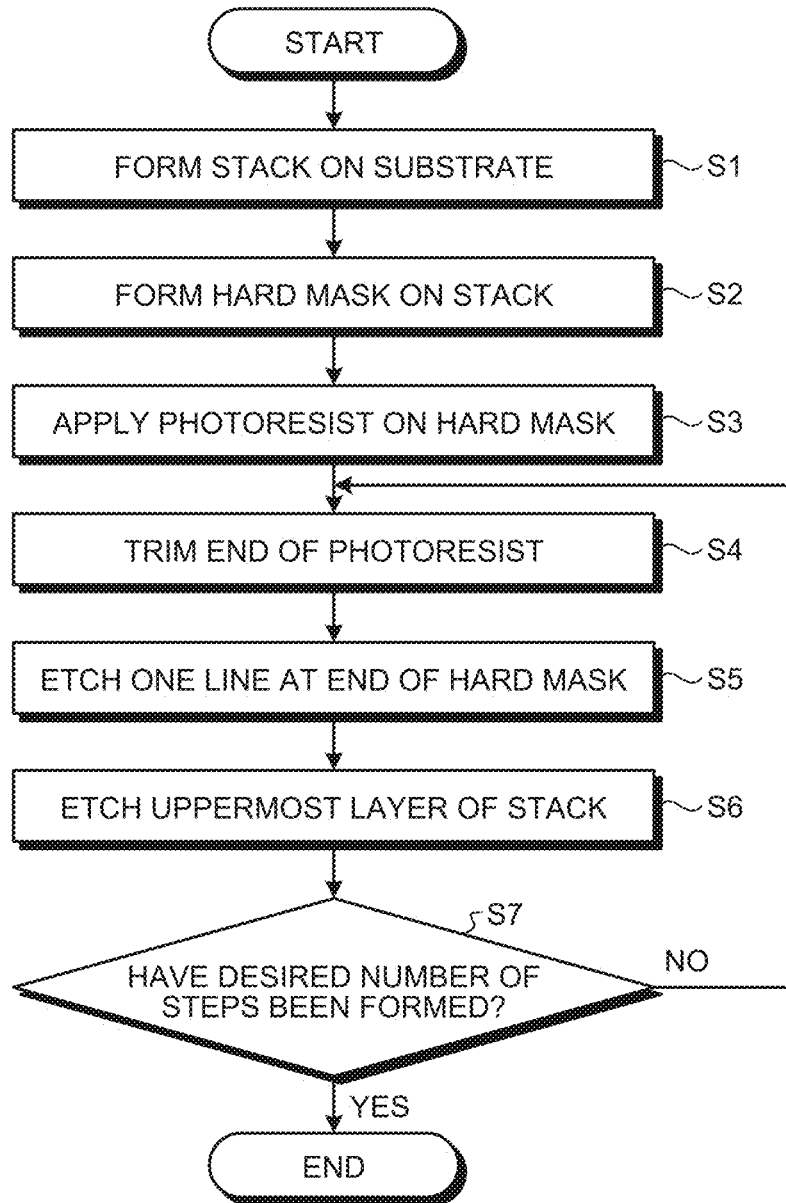 START
FORM STACK ON SUBSTRATE
S1
FORM HARD MASK ON STACK
S2
APPLY PHOTORESIST ON HARD MASK
S3
TRIM END OF PHOTORESIST
S4
ETCH ONE LINE AT END OF HARD MASK
S5
ETCH UPPERMOST LAYER OF STACK
S6
S7
HAVE DESIRED NUMBER OF
STEPS BEEN FORMED?
NO
YES
END